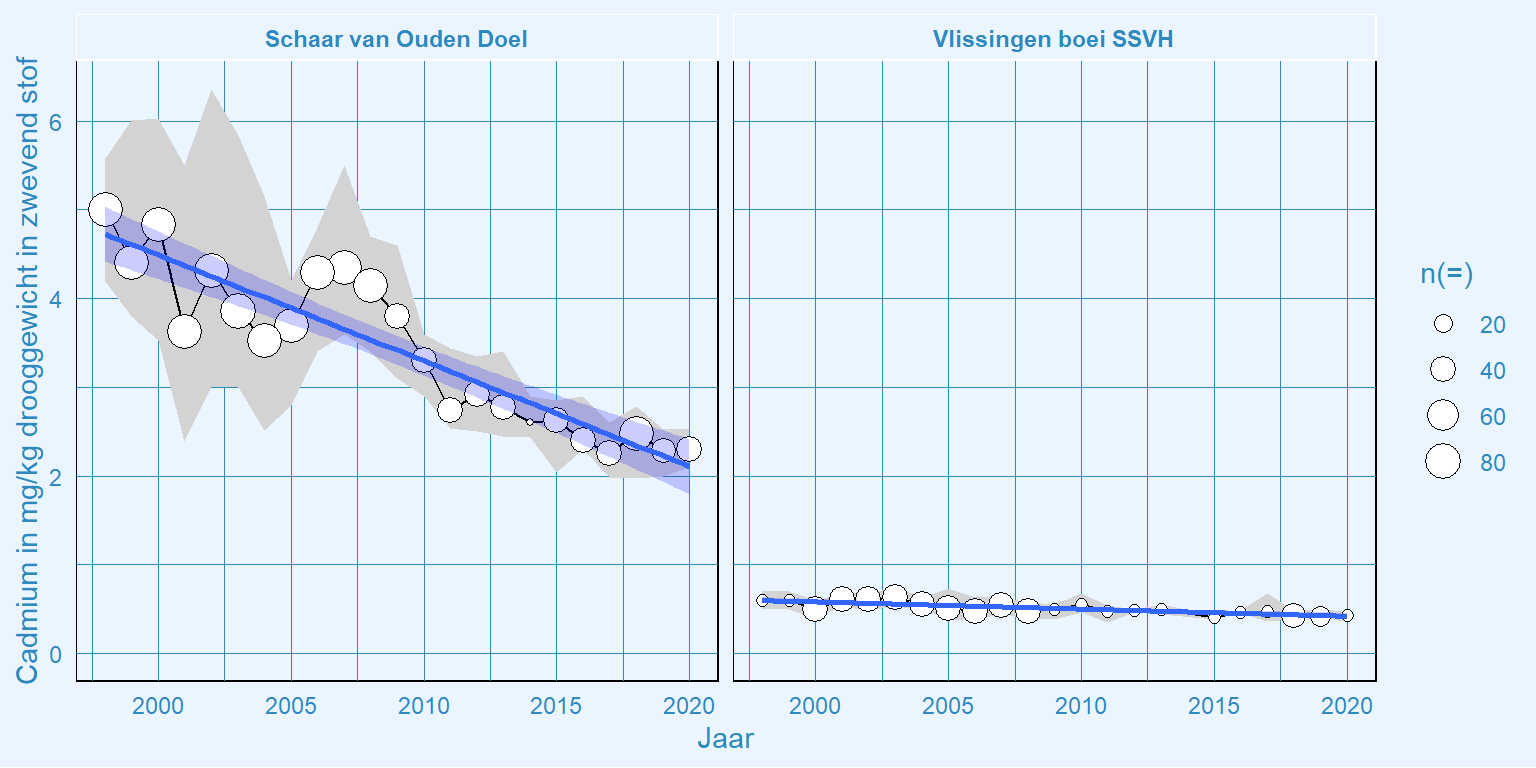 Schaar van Ouden Doel
Vlissingen boei SSVH
Cadmium in mg/kg drooggewicht in zwevend stof
6
4
2
0
2000 2005 2010 2015 2020
2000 2005 2010 2015 2020
Jaar
n(=)
20
40
60
80